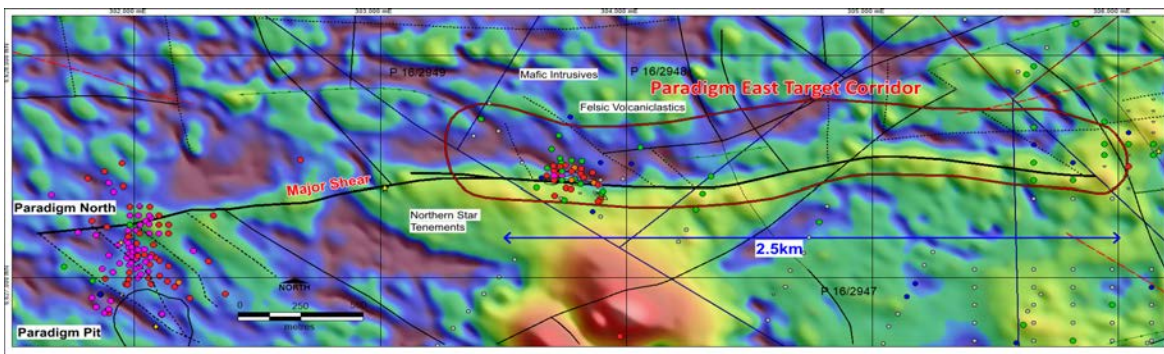 302,000 mE
303,000 mE
304,000 mE
305,000 mE
306,000 mE
P 16/2949
Mafic Intrusives
P 16/2948
Paradigm East Target Corridor
Felsic Volcaniclastics
Major Shear
Paradigm North
Northern Star
Tenements
2.5km
NORTH
0
250
metres
P 16/2947
Paradigm Pit